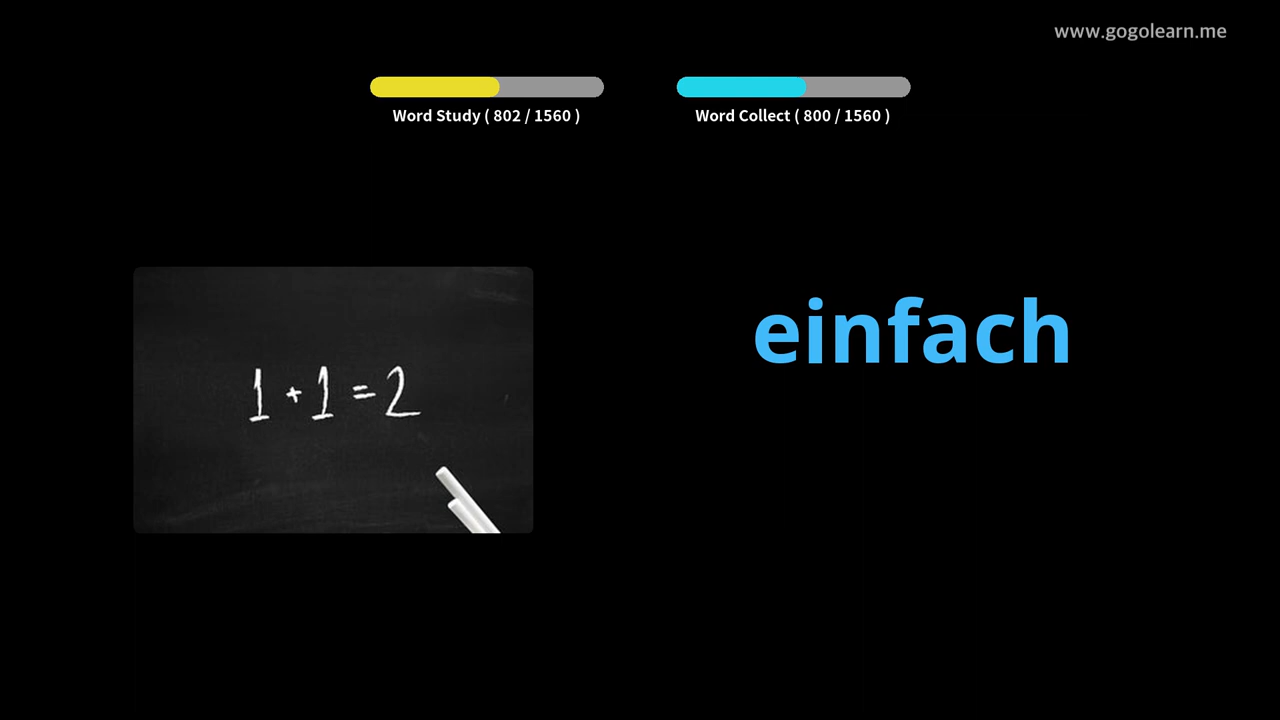 www.gogolearn.me
Word Study ( 802 / 1560 )
Word Collect ( 800 / 1560 )
einfach
1 + 1 = 2